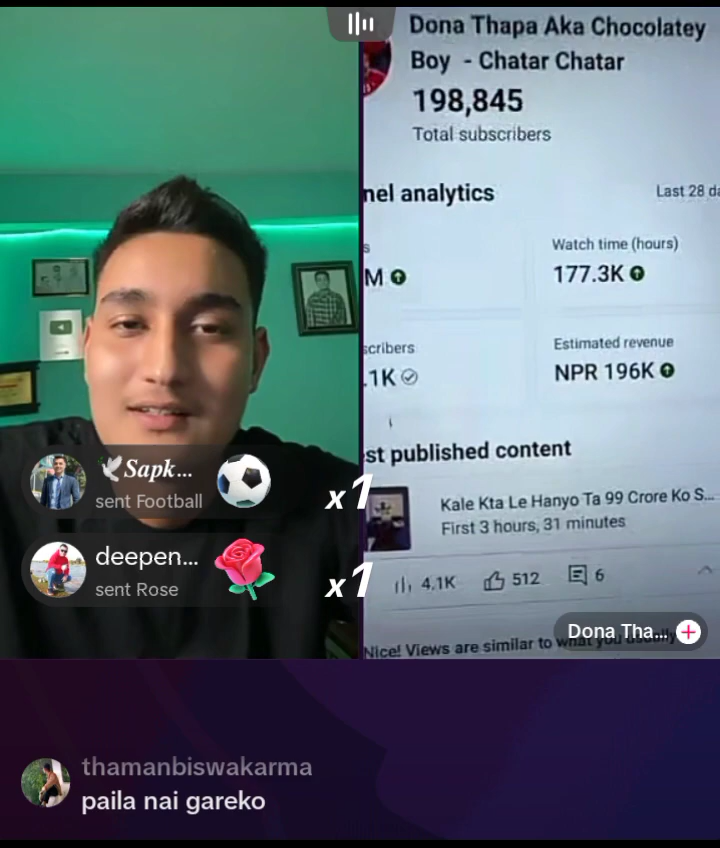 Dona Thapa Aka Chocolatey
Boy - Chatar Chatar
198,845
Total subscribers
nel analytics
Last 28 da
s
Watch time (hours)
M
177.3K
scribers
Estimated revenue
.1K
NPR 196K
st published content
Kale Kta Le Hanyo Ta 99 Crore Ko S...
First 3 hours, 31 minutes
4.1K 512 6
Nice! Views are similar to what you usually
Dona Tha...
Sapk...
sent Football
x1
deepen...
sent Rose
x1
thamanbiswakarma
paila nai gareko